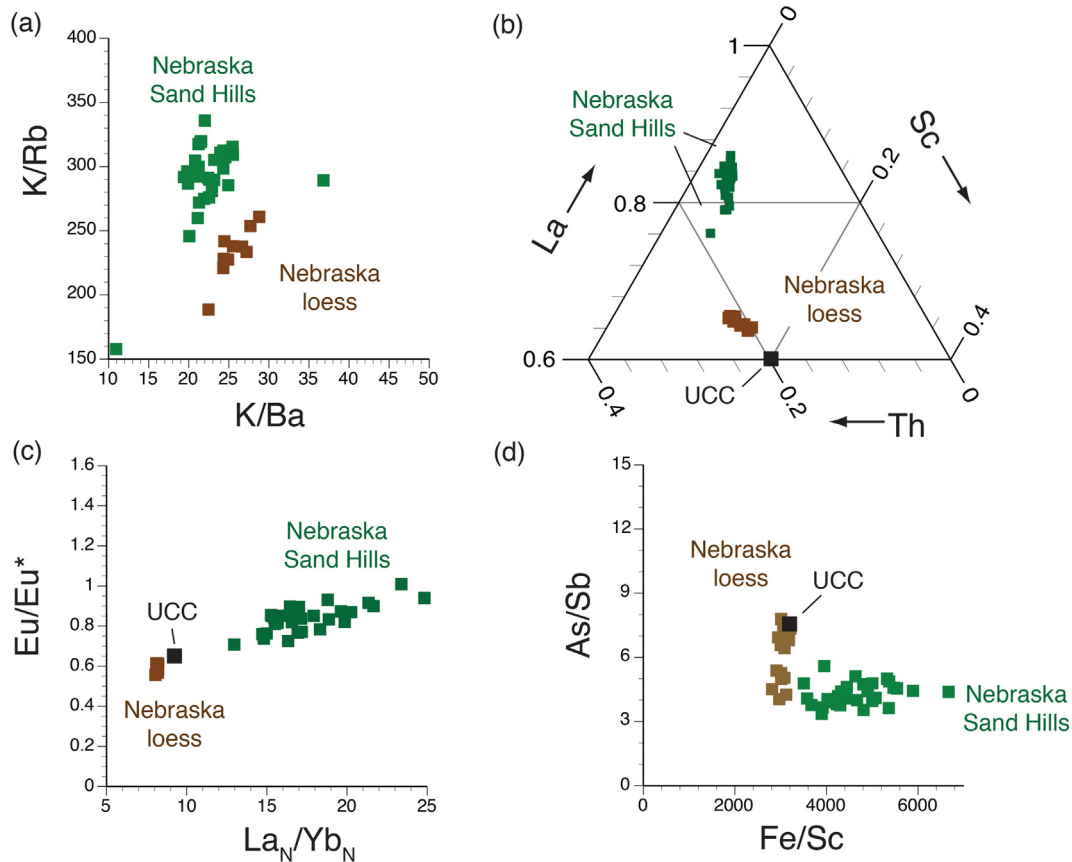 (a)
400
350
300
250
200
150
10 15 20 25 30 35 40 45 50
K/Rb
K/Ba
Nebraska
Sand Hills
Nebraska
loess
(b)
0
1
Nebraska
Sand Hills
Sc
0.2
0.8
La
Nebraska
loess
0.4
0.6
UCC
0.4
0.2
0
Th
(c)
1.6
1.4
1.2
1
0.8
0.6
0.4
0.2
0
5 10 15 20 25
Eu/Eu*
LaN/YbN
Nebraska
Sand Hills
UCC
Nebraska
loess
(d)
15
12
9
6
3
0
0 2000 4000 6000
As/Sb
Fe/Sc
Nebraska
loess
UCC
Nebraska
Sand Hills